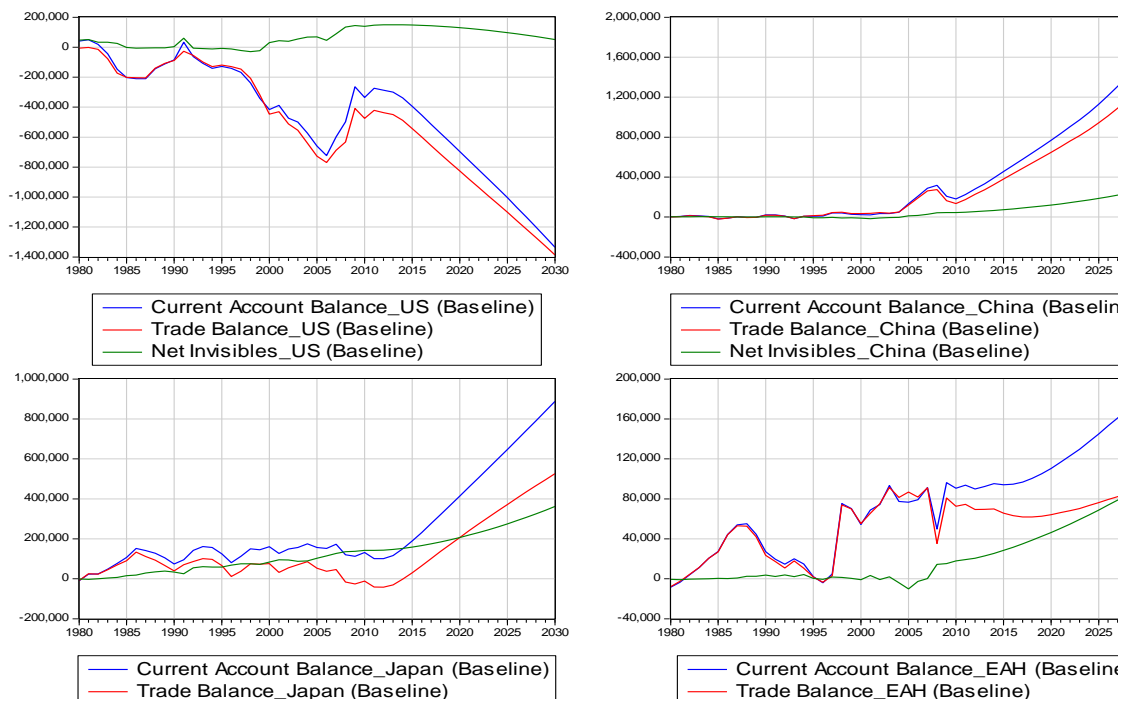 200,000
0
-200,000
-400,000
-600,000
-800,000
-1,000,000
-1,200,000
-1,400,000
1980 1985 1990 1995 2000 2005 2010 2015 2020 2025 2030
Current Account Balance_US (Baseline)
Trade Balance_US (Baseline)
Net Invisibles_US (Baseline)
2,000,000
1,600,000
1,200,000
800,000
400,000
0
-400,000
1980 1985 1990 1995 2000 2005 2010 2015 2020 2025
Current Account Balance_China (Baselin
Trade Balance_China (Baseline)
Net Invisibles_China (Baseline)
1,000,000
800,000
600,000
400,000
200,000
0
-200,000
1980 1985 1990 1995 2000 2005 2010 2015 2020 2025 2030
Current Account Balance_Japan (Baseline)
Trade Balance_Japan (Baseline)
200,000
160,000
120,000
80,000
40,000
0
-40,000
1980 1985 1990 1995 2000 2005 2010 2015 2020 2025
Current Account Balance_EAH (Baseline
Trade Balance_EAH (Baseline)